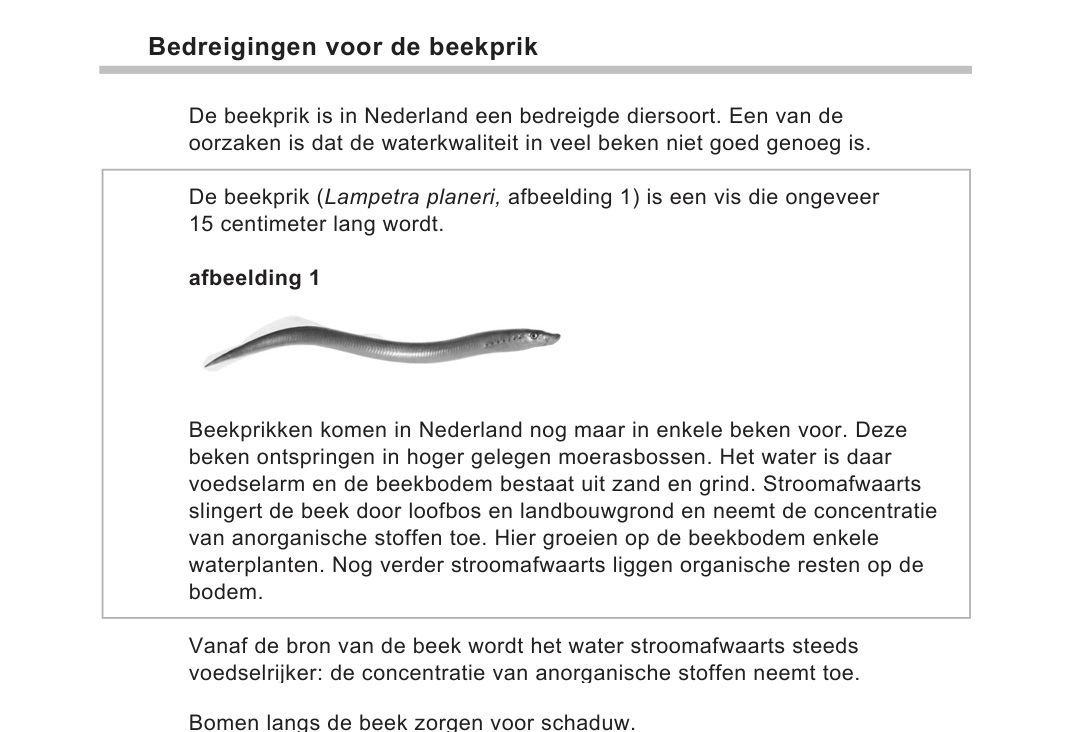 Bedreigingen voor de beekprik
De beekprik is in Nederland een bedreigde diersoort. Een van de
oorzaken is dat de waterkwaliteit in veel beken niet goed genoeg is.
De beekprik (Lampetra planeri, afbeelding 1) is een vis die ongeveer
15 centimeter lang wordt.
afbeelding 1
Beekprikken komen in Nederland nog maar in enkele beken voor. Deze
beken ontspringen in hoger gelegen moerasbossen. Het water is daar
voedselarm en de beekbodem bestaat uit zand en grind. Stroomafwaarts
slingert de beek door loofbos en landbouwgrond en neemt de concentratie
van anorganische stoffen toe. Hier groeien op de beekbodem enkele
waterplanten. Nog verder stroomafwaarts liggen organische resten op de
bodem.
Vanaf de bron van de beek wordt het water stroomafwaarts steeds
voedselrijker: de concentratie van anorganische stoffen neemt toe.
Bomen langs de beek zorgen voor schaduw.